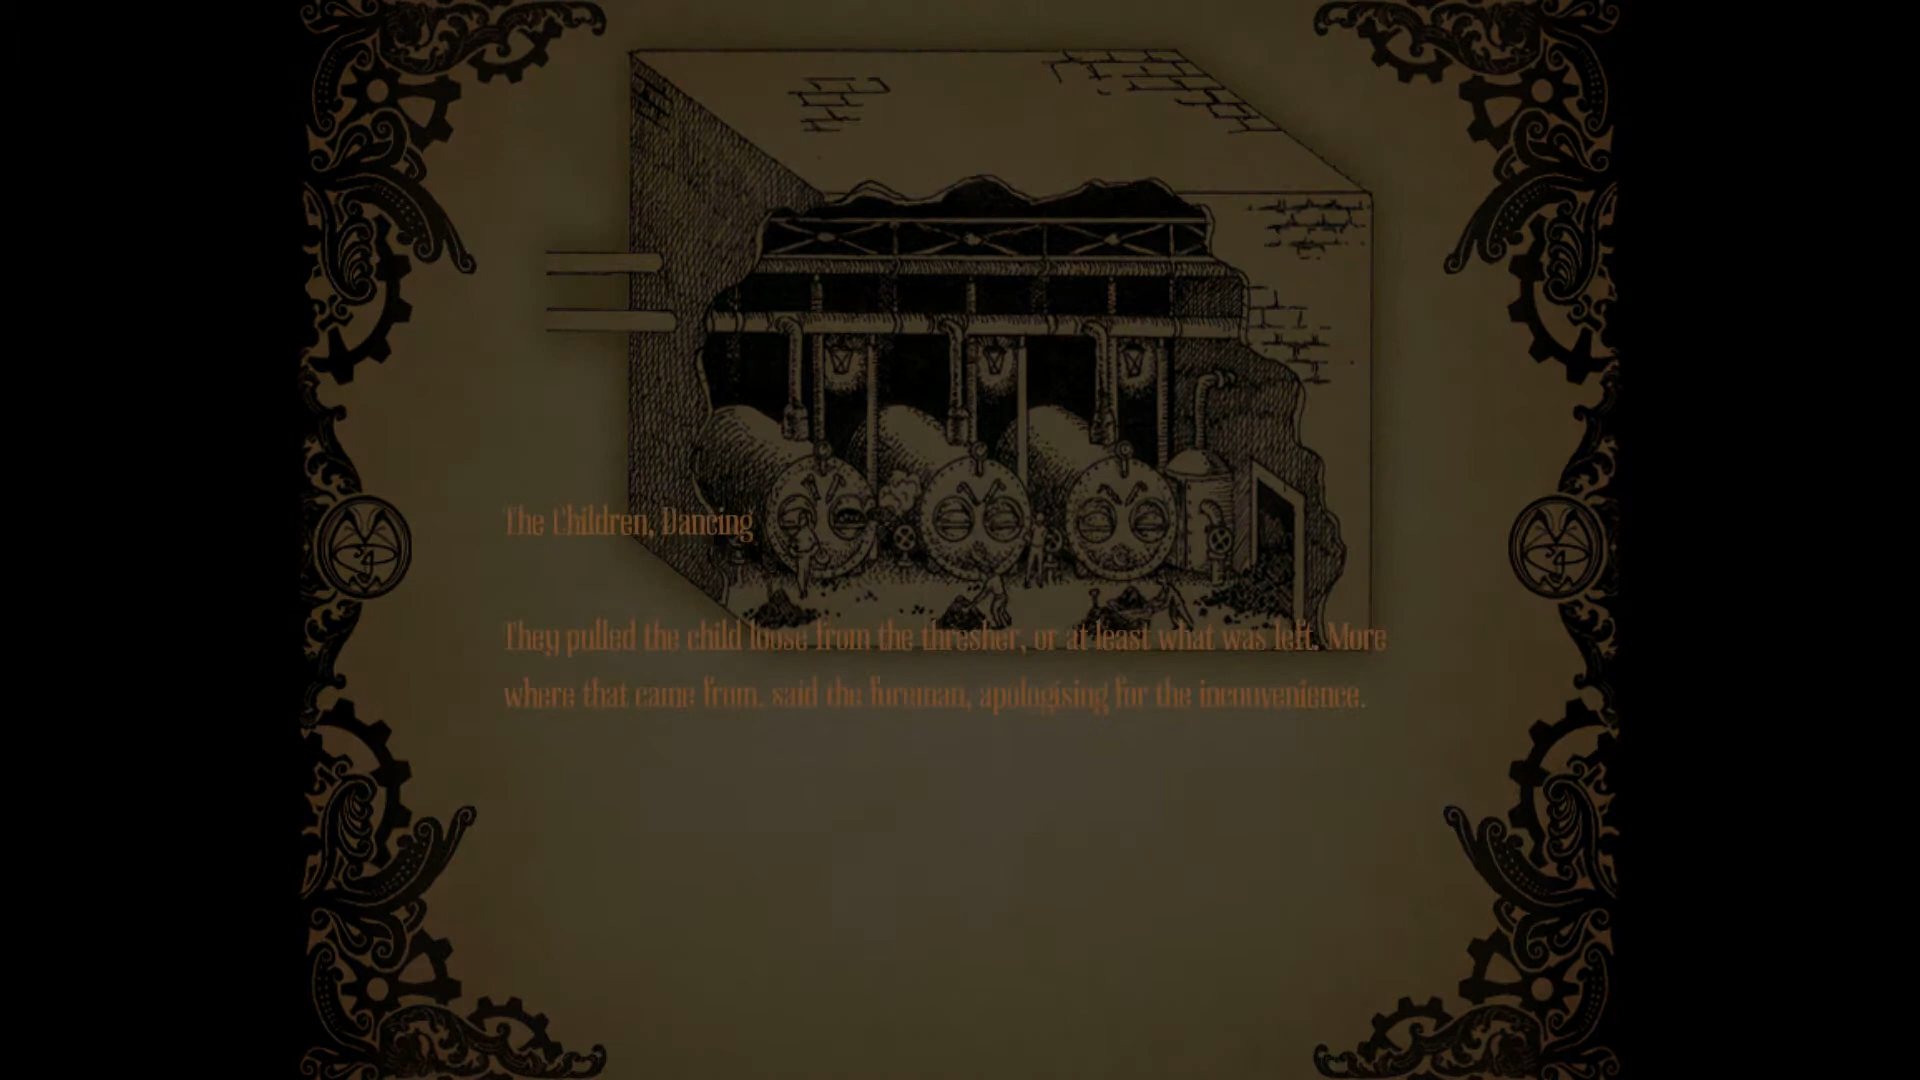 The Children, Dancing
They pulled the child loose from the thresher, or at least what was left. More
where that came from, said the foreman, apologising for the inconvenience.